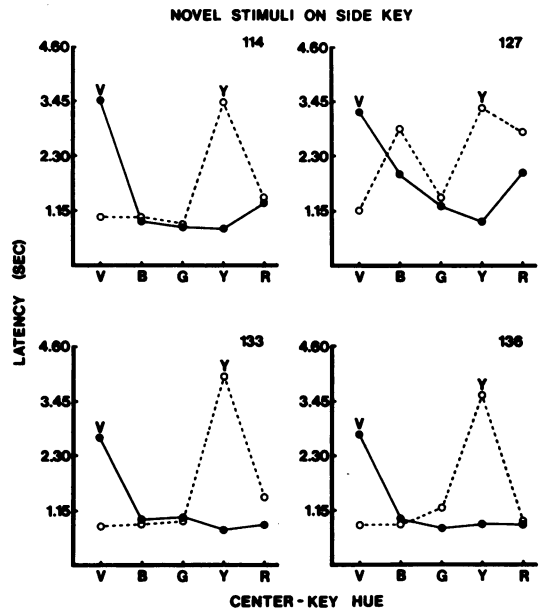 NOVEL STIMULI ON SIDE KEY
114
4.60
V
Y
3.45
2.30
1.15
V B G Y R
127
4.60
V
Y
3.45
2.30
1.15
V B G Y R
LATENCY (SEC)
133
4.60
Y
3.45
V
2.30
1.15
V B G Y R
136
4.60
Y
3.45
V
2.30
1.15
V B G Y R
CENTER-KEY HUE